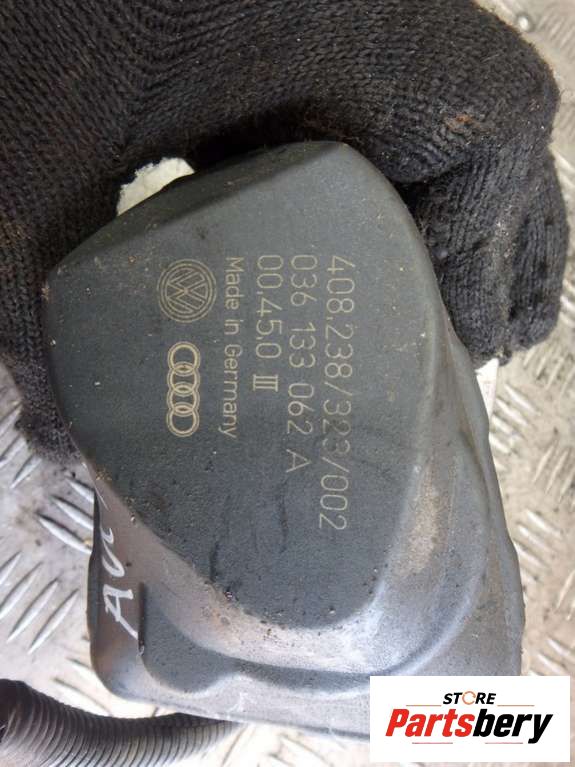 408.238/323/002
036 133 062 A
00.45.0 III
Made in Germany
STORE
Partsbery